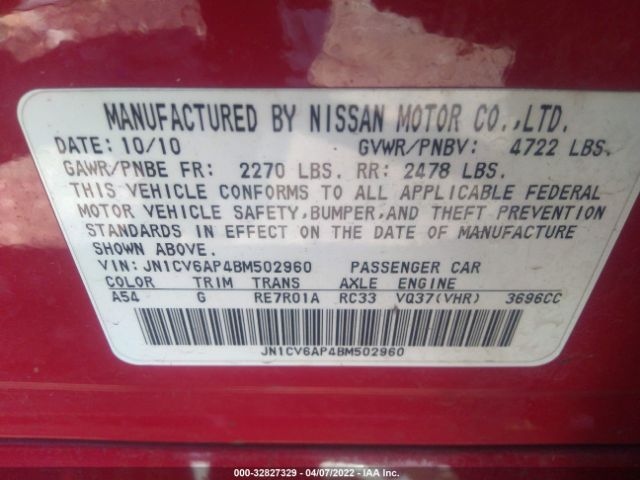 MANUFACTURED BY NISSAN MOTOR CO.,LTD.
DATE: 10/10 GVWR/PNBV: 4722 LBS.
GAWR/PNBE FR: 2270 LBS. RR: 2478 LBS.
THIS VEHICLE CONFORMS TO ALL APPLICABLE FEDERAL
MOTOR VEHICLE SAFETY,BUMPER,AND THEFT PREVENTION
STANDARDS IN EFFECT ON THE DATE OF MANUFACTURE
SHOWN ABOVE.
VIN: JN1CV6AP4BM502960 PASSENGER CAR
COLOR TRIM TRANS AXLE ENGINE
A54 G RE7R01A RC33 VQ37(VHR) 3696CC
JN1CV6AP4BM502960
000-32827329 - 04/07/2022 - IAA Inc.